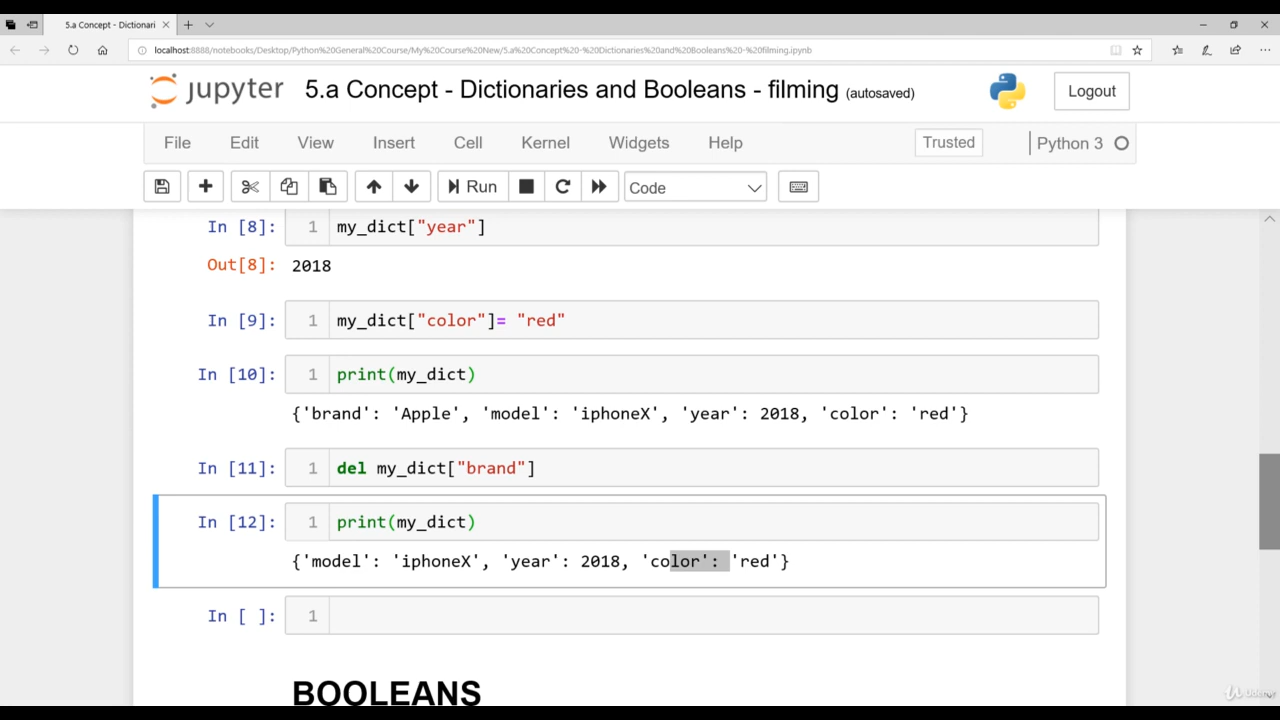 5.a Concept - Dictionari
localhost:8888/notebooks/Desktop/Python%20General%20Course/My%20Course%20New/5.a%20Concept%20-%20Dictionaries%20and%20Booleans%20-%20filming.ipynb
jupyter 5.a Concept - Dictionaries and Booleans - filming (autosaved) Logout
File Edit View Insert Cell Kernel Widgets Help Trusted Python 3
Run Code
In [8]: 1 my_dict["year"]
Out[8]: 2018
In [9]: 1 my_dict["color"]= "red"
In [10]: 1 print(my_dict)
{'brand': 'Apple', 'model': 'iphoneX', 'year': 2018, 'color': 'red'}
In [11]: 1 del my_dict["brand"]
In [12]: 1 print(my_dict)
{'model': 'iphoneX', 'year': 2018, 'color': 'red'}
In [ ]: 1
BOOLEANS
Udemy